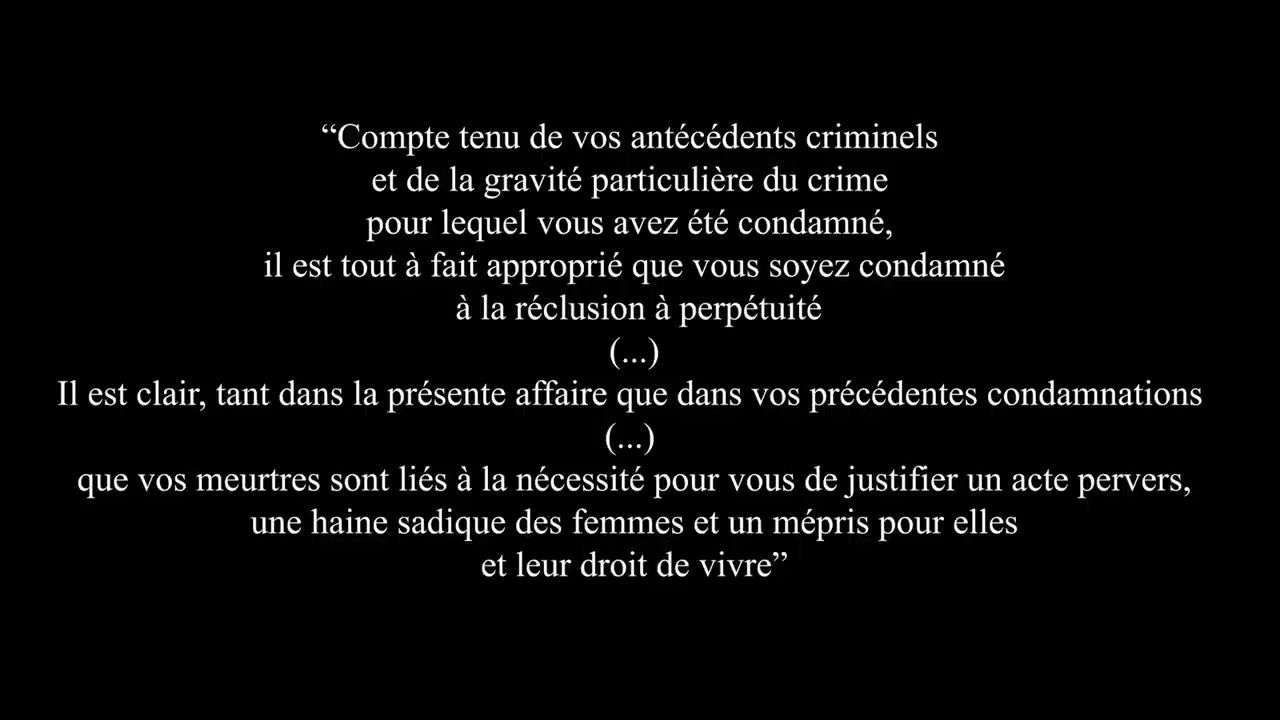 “Compte tenu de vos antécédents criminels
et de la gravité particulière du crime
pour lequel vous avez été condamné,
il est tout à fait approprié que vous soyez condamné
à la réclusion à perpétuité
(...)
Il est clair, tant dans la présente affaire que dans vos précédentes condamnations
(...)
que vos meurtres sont liés à la nécessité pour vous de justifier un acte pervers,
une haine sadique des femmes et un mépris pour elles
et leur droit de vivre”